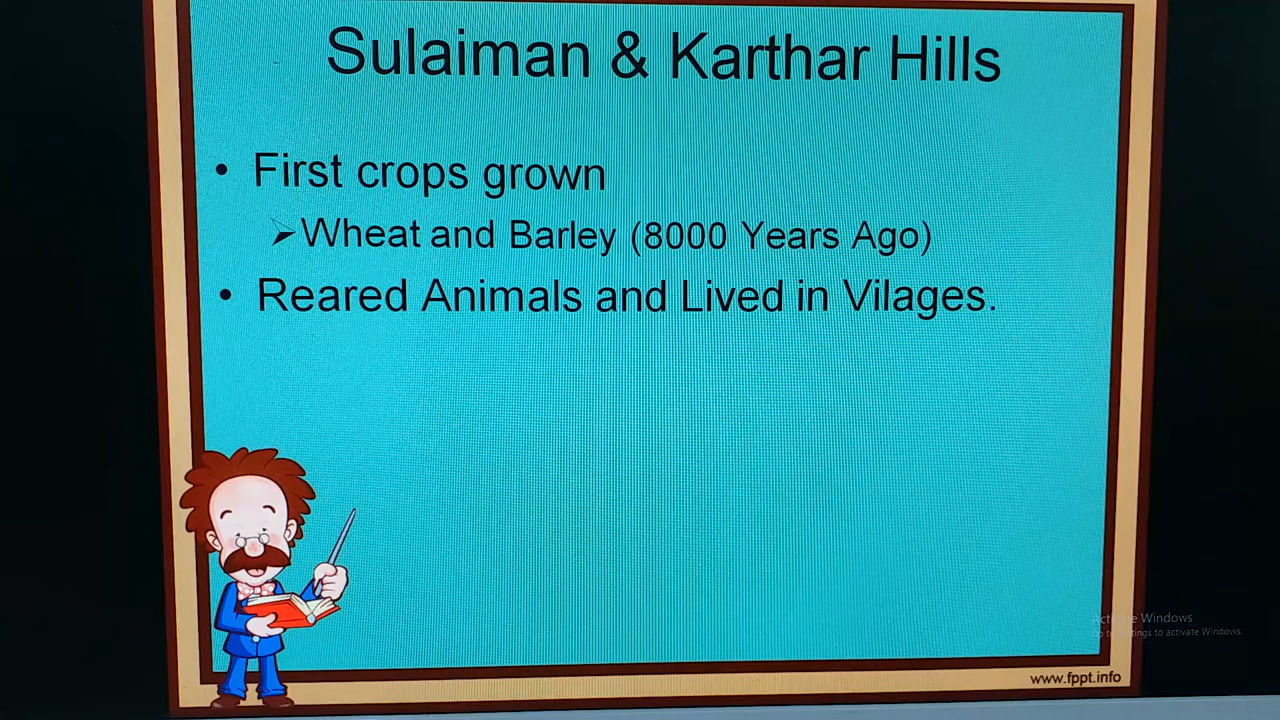 Sulaiman & Karthar Hills
• First crops grown
➢Wheat and Barley (8000 Years Ago)
• Reared Animals and Lived in Vilages.
Activate Windows
Go to Settings to activate Windows.
www.fppt.info